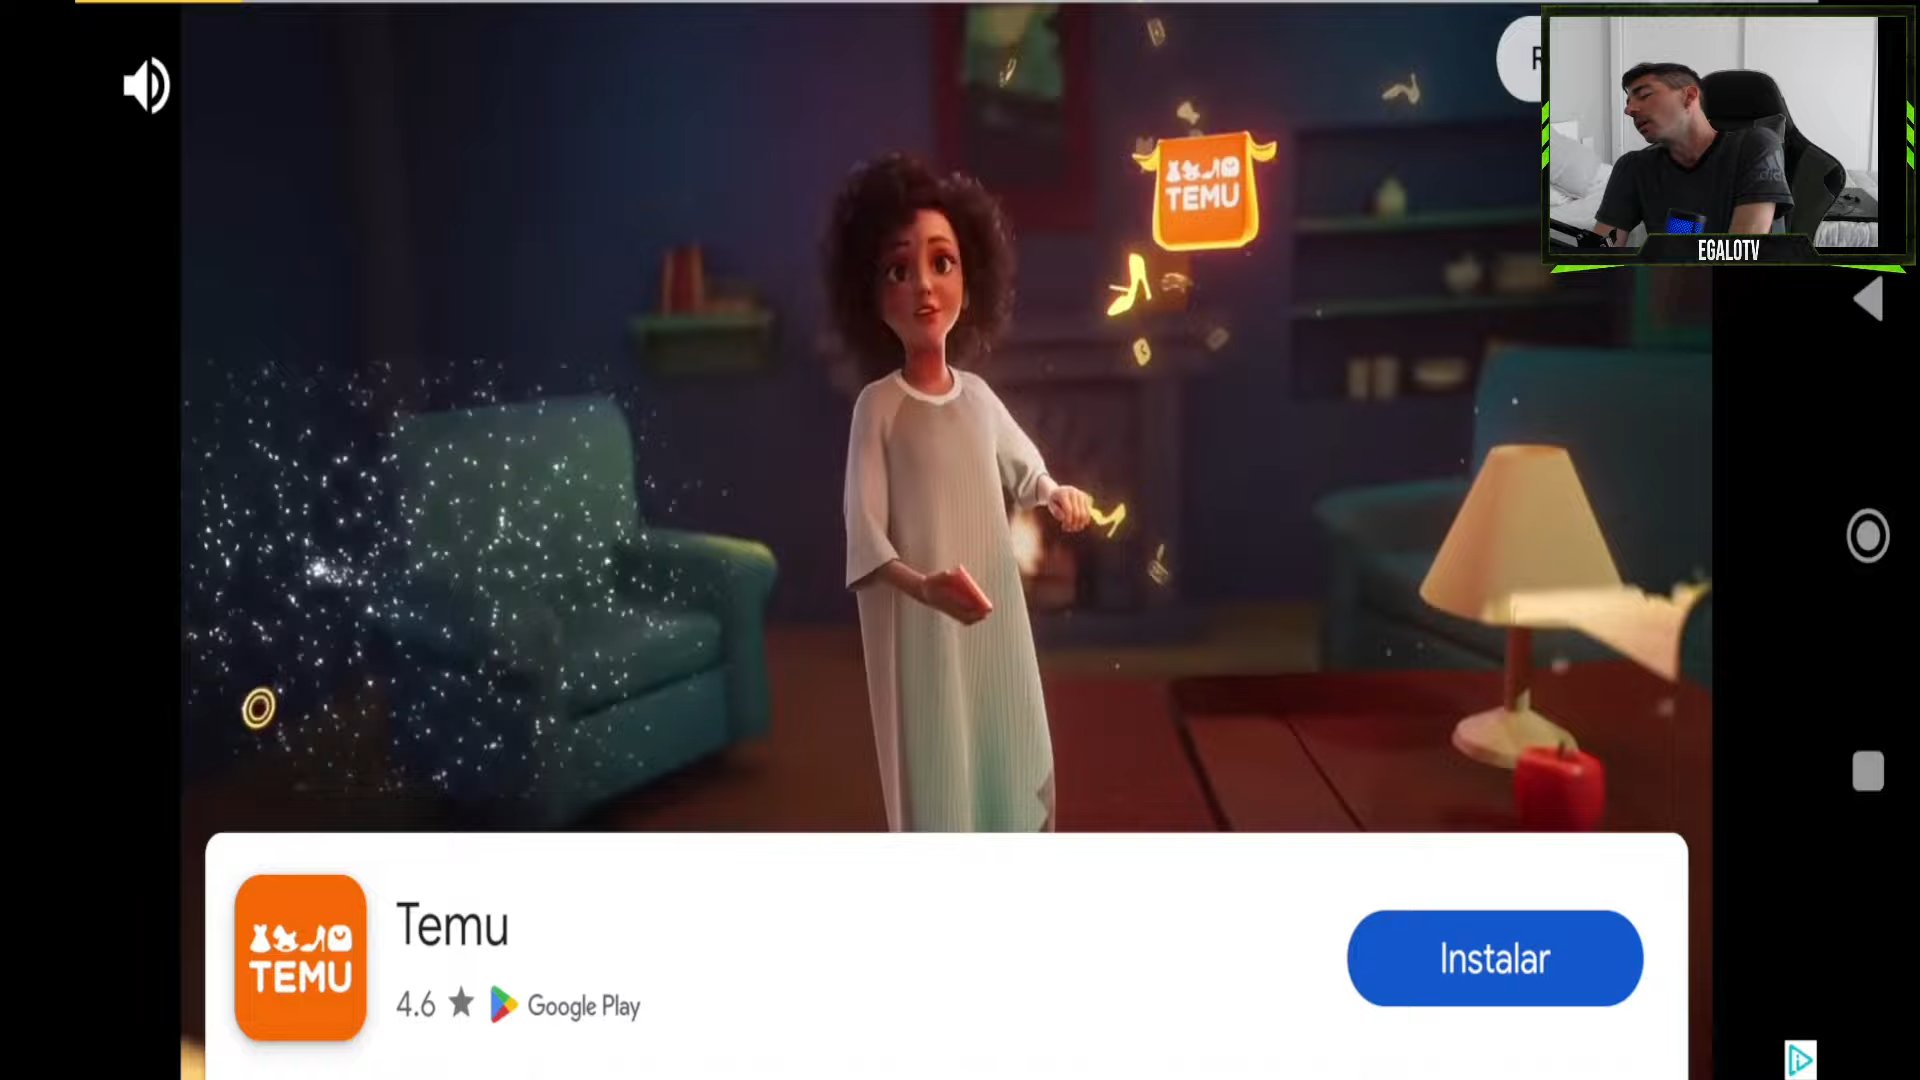 R
TEMU
EGALOTV
Temu
Instalar
TEMU
4.6 ★ Google Play